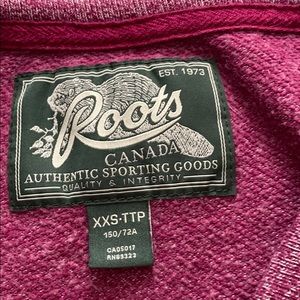 EST. 1973
Roots
CANADA
AUTHENTIC SPORTING GOODS
QUALITY & INTEGRITY
XXS·TTP
150/72A
CA05017
RN93323